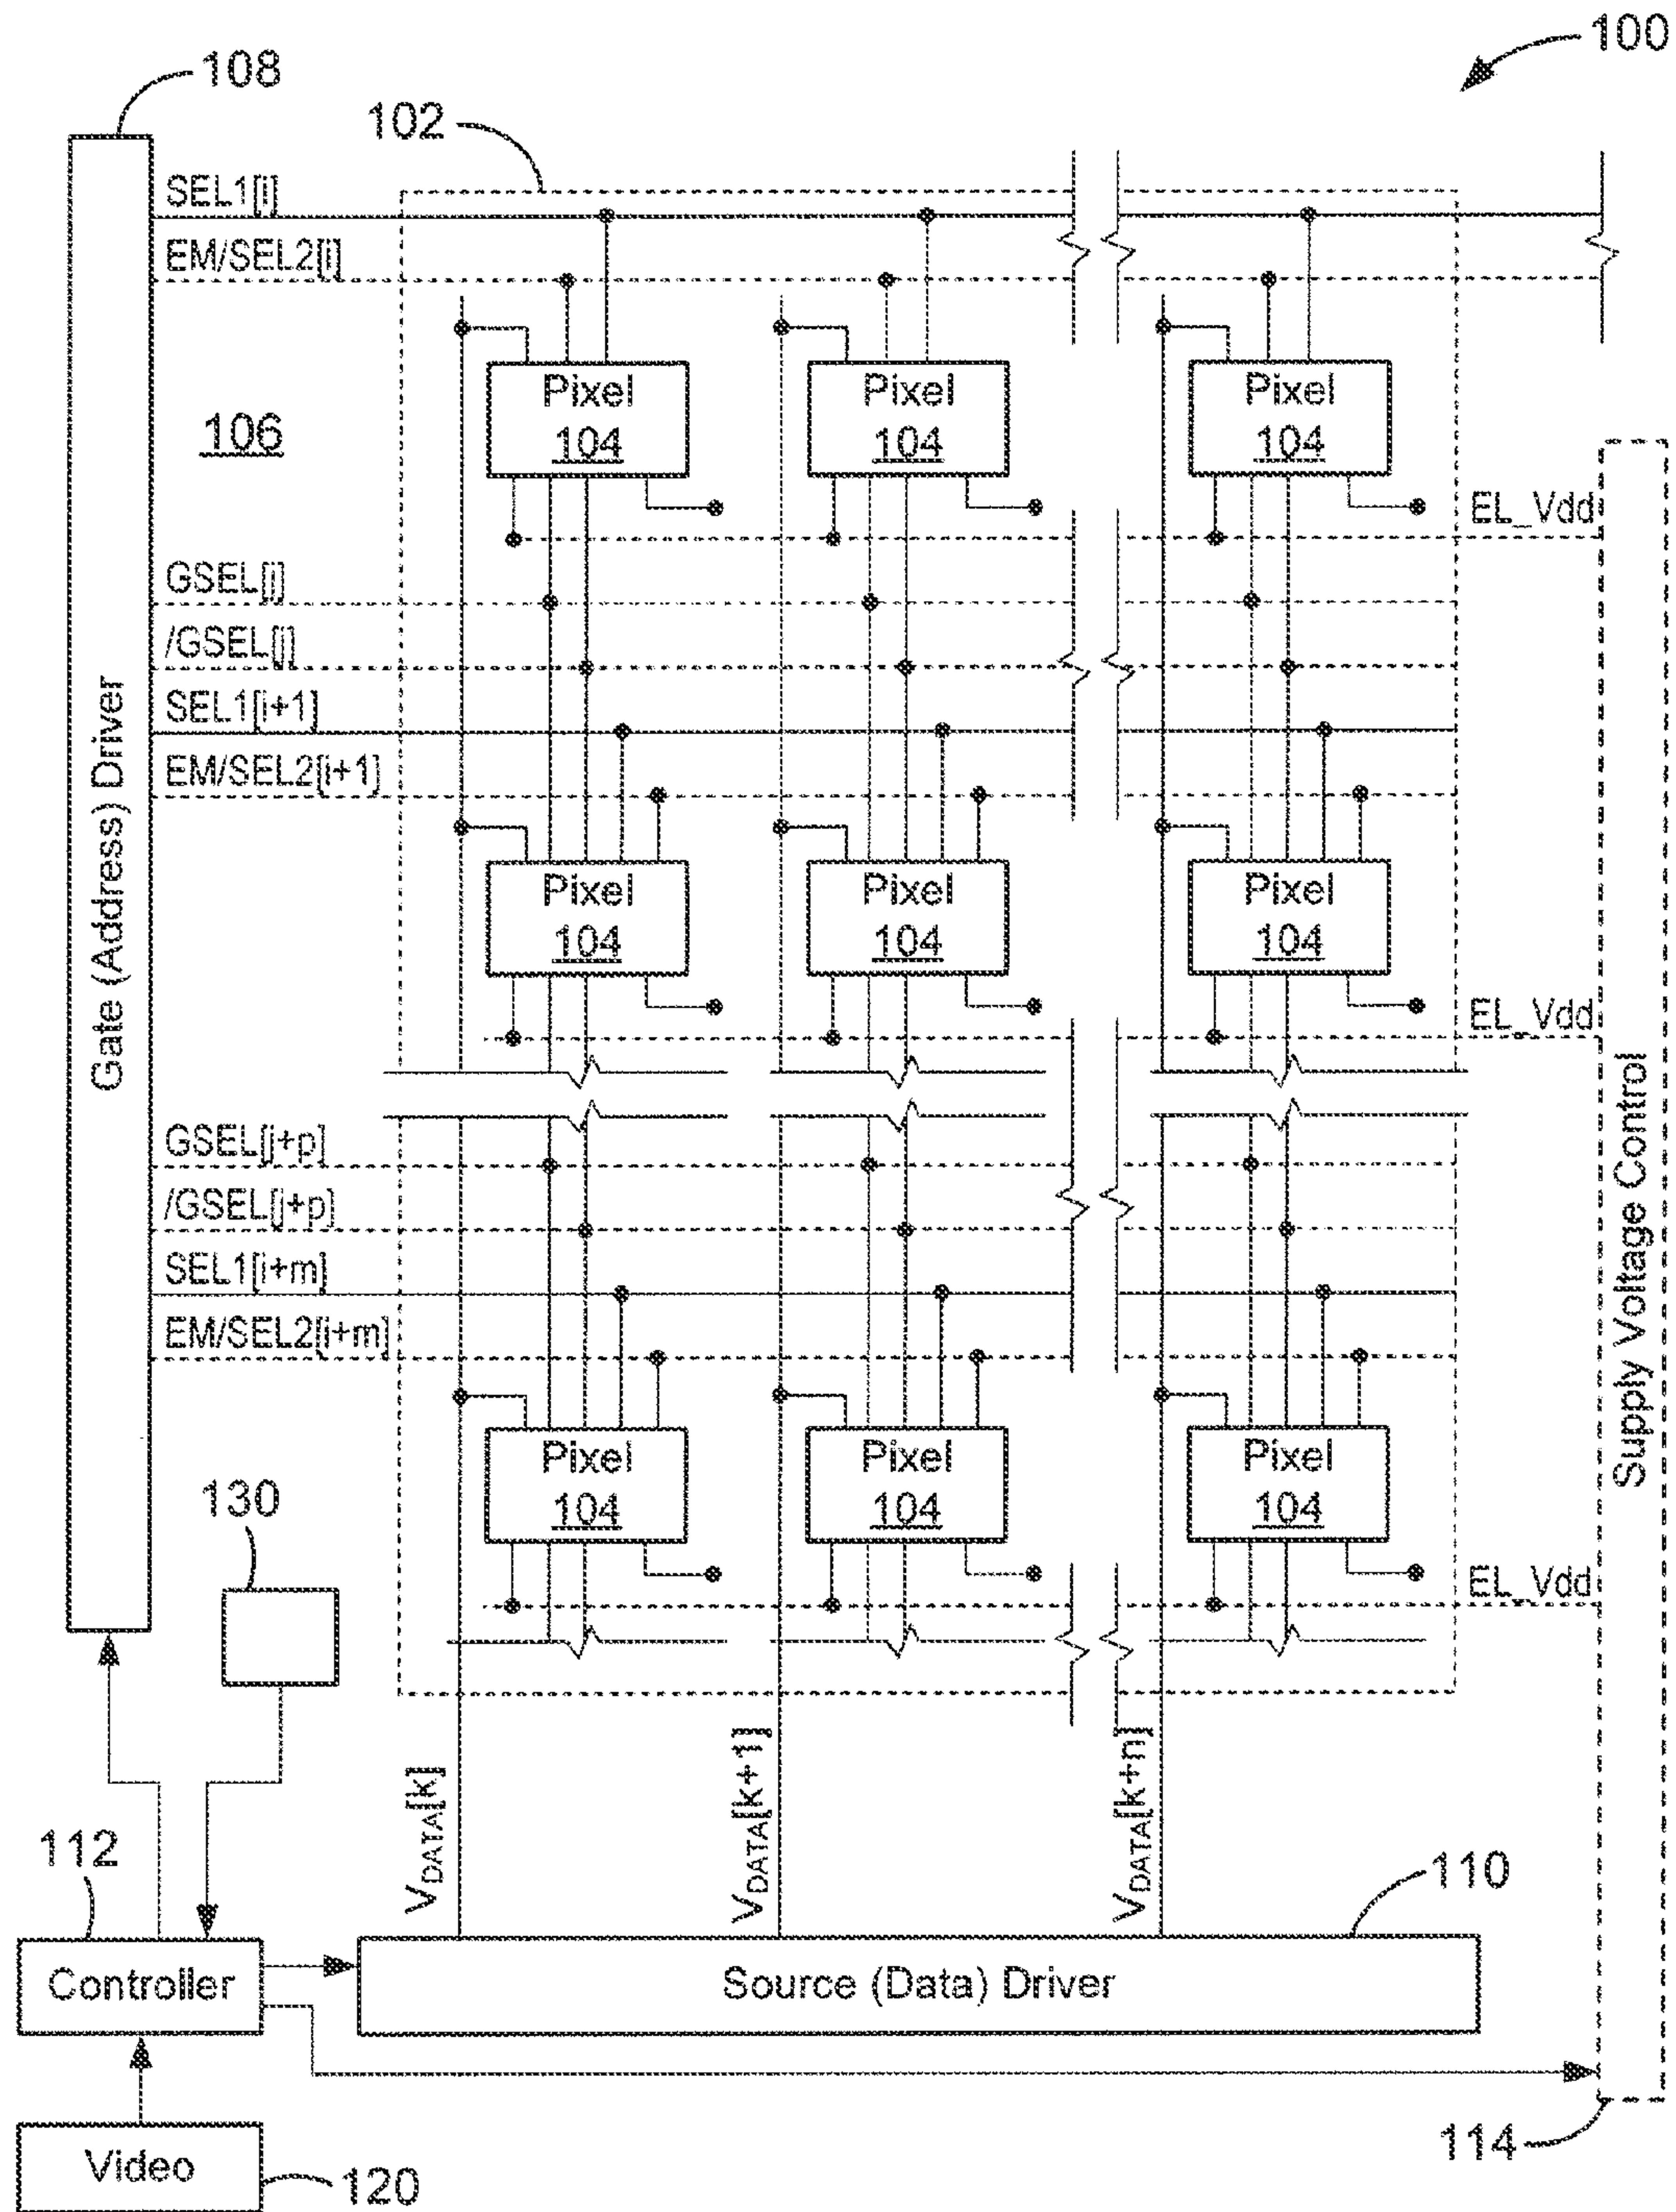 100
108
102
SEL1[i]
EM/SEL2[i]
Pixel
104
Pixel
104
Pixel
104
106
EL_Vdd
GSEL[j]
/GSEL[j]
SEL1[i+1]
EM/SEL2[i+1]
Gate (Address) Driver
Pixel
104
Pixel
104
Pixel
104
EL_Vdd
Supply Voltage Control
GSEL[j+p]
/GSEL[j+p]
SEL1[i+m]
EM/SEL2[i+m]
Pixel
104
Pixel
104
Pixel
104
130
EL_Vdd
VDATA[k]
VDATA[k+1]
VDATA[k+n]
112
110
Controller
Source (Data) Driver
114
Video
120